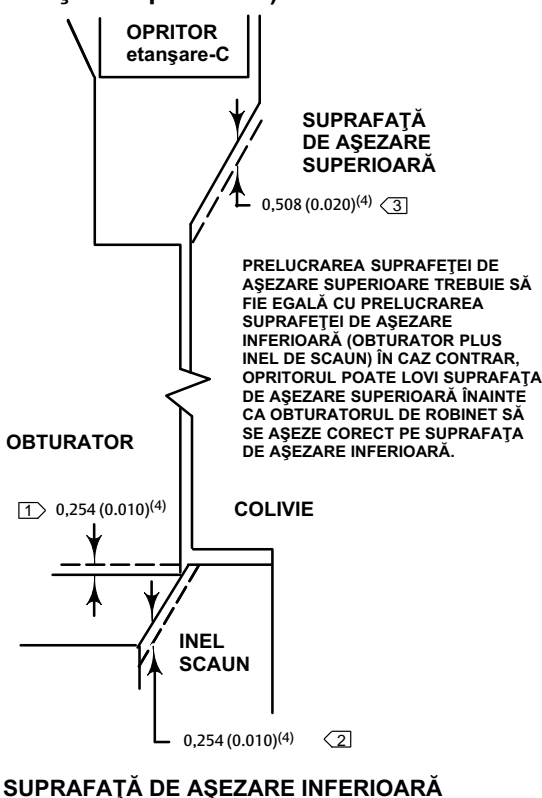 OPRITOR
etanşare-C
SUPRAFAŢĂ
DE AŞEZARE
SUPERIOARĂ
0,508 (0.020)(4) 3
PRELUCRAREA SUPRAFEŢEI DE
AŞEZARE SUPERIOARE TREBUIE SĂ
FIE EGALĂ CU PRELUCRAREA
SUPRAFEŢEI DE AŞEZARE
INFERIOARĂ (OBTURATOR PLUS
INEL DE SCAUN) ÎN CAZ CONTRAR,
OPRITORUL POATE LOVI SUPRAFAŢA
DE AŞEZARE SUPERIOARĂ ÎNAINTE
CA OBTURATORUL DE ROBINET SĂ
SE AŞEZE CORECT PE SUPRAFAŢA
DE AŞEZARE INFERIOARĂ.
OBTURATOR
1 0,254 (0.010)(4)
COLIVIE
INEL
SCAUN
0,254 (0.010)(4) 2
SUPRAFAŢĂ DE AŞEZARE INFERIOARĂ